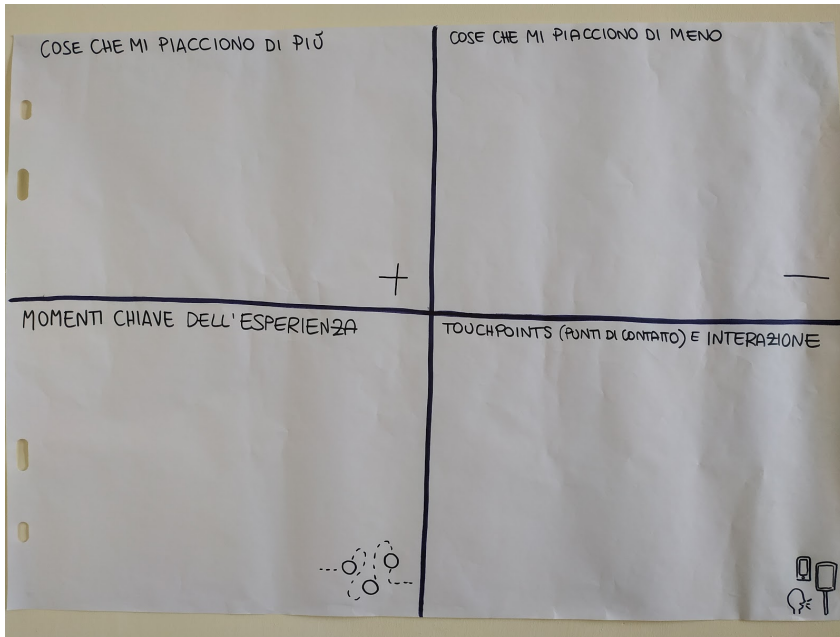 COSE CHE MI PIACCIONO DI PIÚ
COSE CHE MI PIACCIONO DI MENO
MOMENTI CHIAVE DELL'ESPERIENZA
TOUCHPOINTS (PUNTI DI CONTATTO) E INTERAZIONE